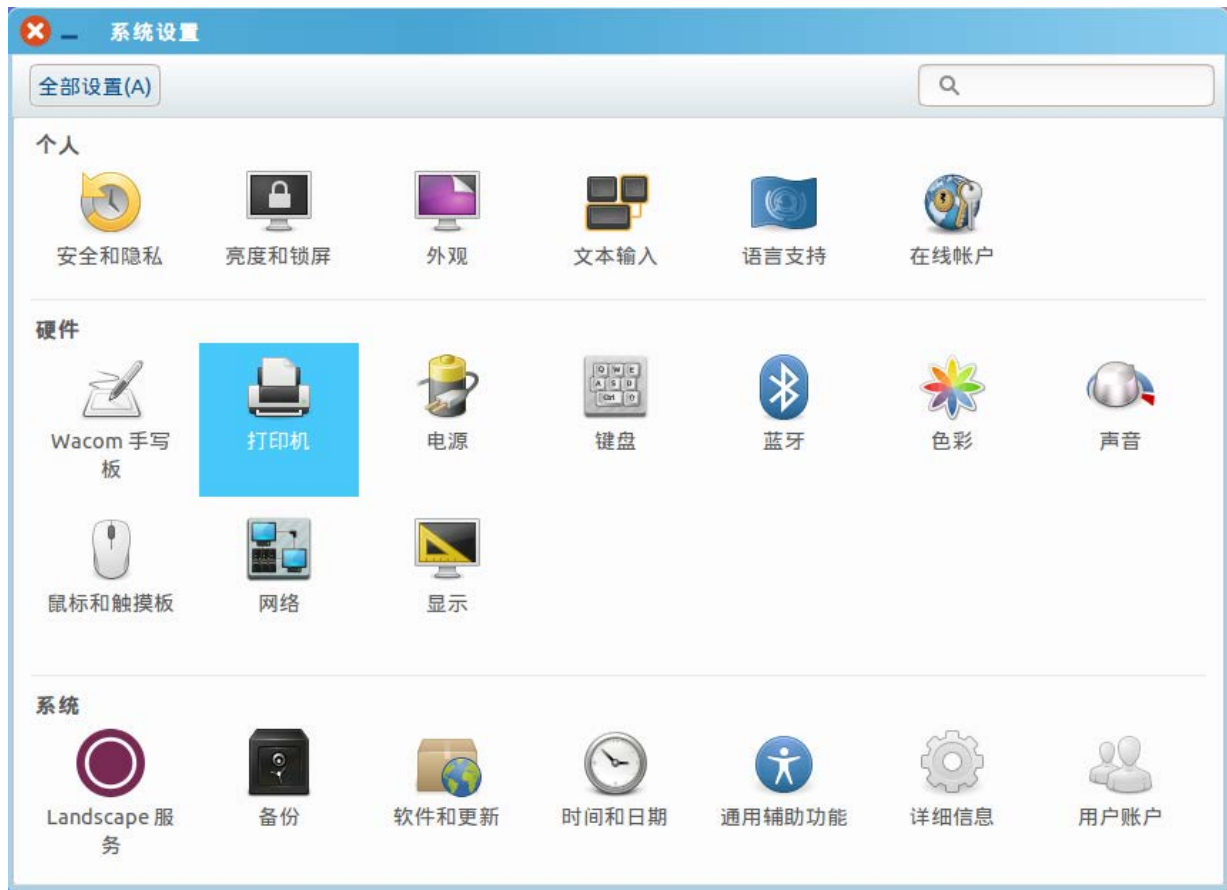 系统设置
全部设置(A)
个人
安全和隐私
亮度和锁屏
外观
文本输入
语言支持
在线帐户
硬件
Wacom 手写
板
打印机
电源
键盘
蓝牙
色彩
声音
鼠标和触摸板
网络
显示
系统
Landscape 服
务
备份
软件和更新
时间和日期
通用辅助功能
详细信息
用户账户